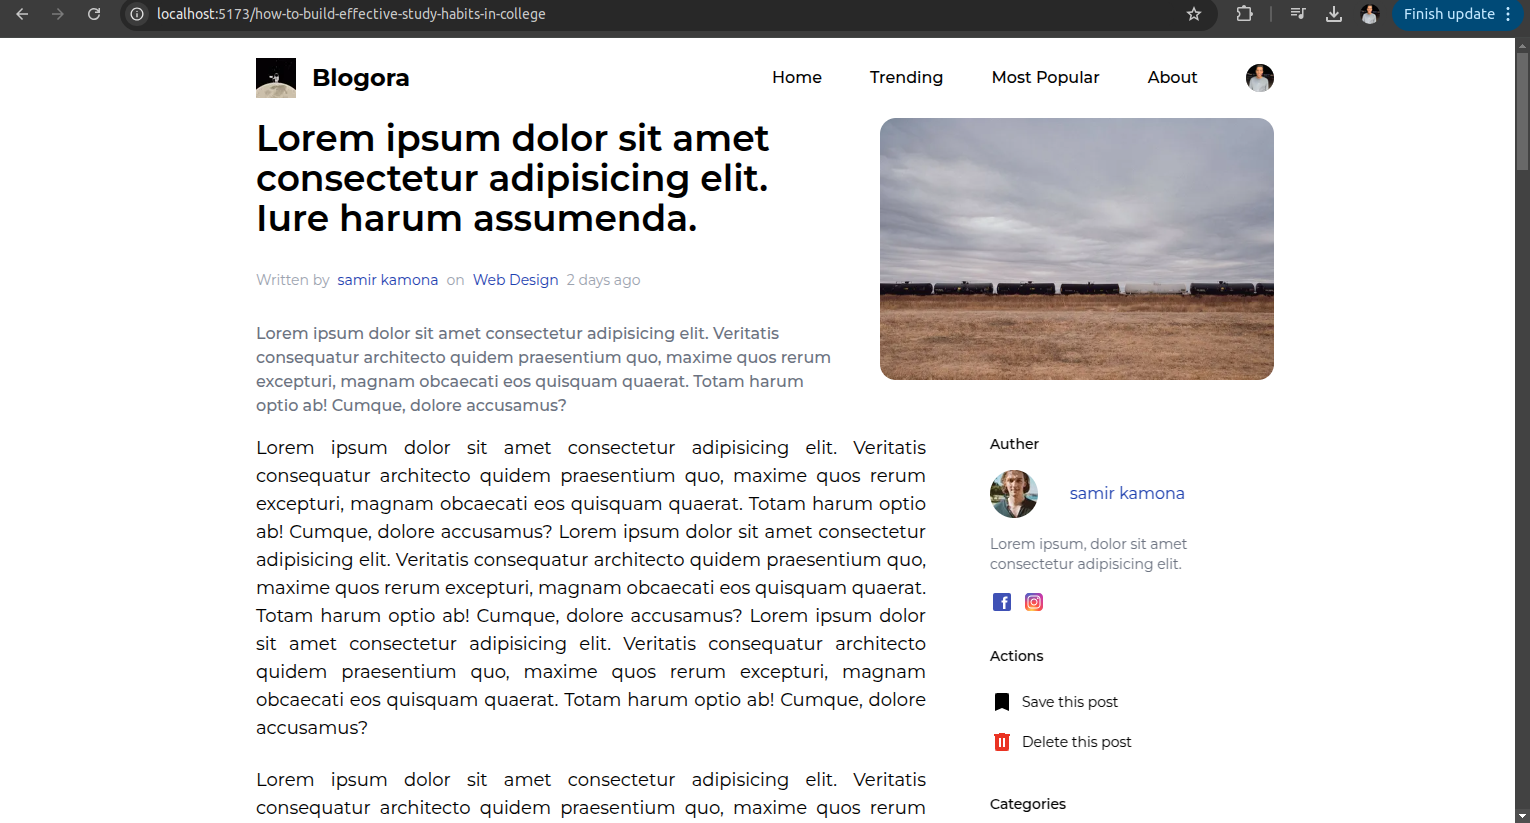 localhost:5173/how-to-build-effective-study-habits-in-college
Finish update
Blogora
Home
Trending
Most Popular
About
Lorem ipsum dolor sit amet
consectetur adipisicing elit.
Iure harum assumenda.
Written by samir kamona on Web Design 2 days ago
Lorem ipsum dolor sit amet consectetur adipisicing elit. Veritatis
consequatur architecto quidem praesentium quo, maxime quos rerum
excepturi, magnam obcaecati eos quisquam quaerat. Totam harum
optio ab! Cumque, dolore accusamus?
Lorem ipsum dolor sit amet consectetur adipisicing elit. Veritatis
consequatur architecto quidem praesentium quo, maxime quos rerum
excepturi, magnam obcaecati eos quisquam quaerat. Totam harum optio
ab! Cumque, dolore accusamus? Lorem ipsum dolor sit amet consectetur
adipisicing elit. Veritatis consequatur architecto quidem praesentium quo,
maxime quos rerum excepturi, magnam obcaecati eos quisquam quaerat.
Totam harum optio ab! Cumque, dolore accusamus? Lorem ipsum dolor
sit amet consectetur adipisicing elit. Veritatis consequatur architecto
quidem praesentium quo, maxime quos rerum excepturi, magnam
obcaecati eos quisquam quaerat. Totam harum optio ab! Cumque, dolore
accusamus?
Lorem ipsum dolor sit amet consectetur adipisicing elit. Veritatis
consequatur architecto quidem praesentium quo, maxime quos rerum
Auther
samir kamona
Lorem ipsum, dolor sit amet
consectetur adipisicing elit.
Actions
Save this post
Delete this post
Categories